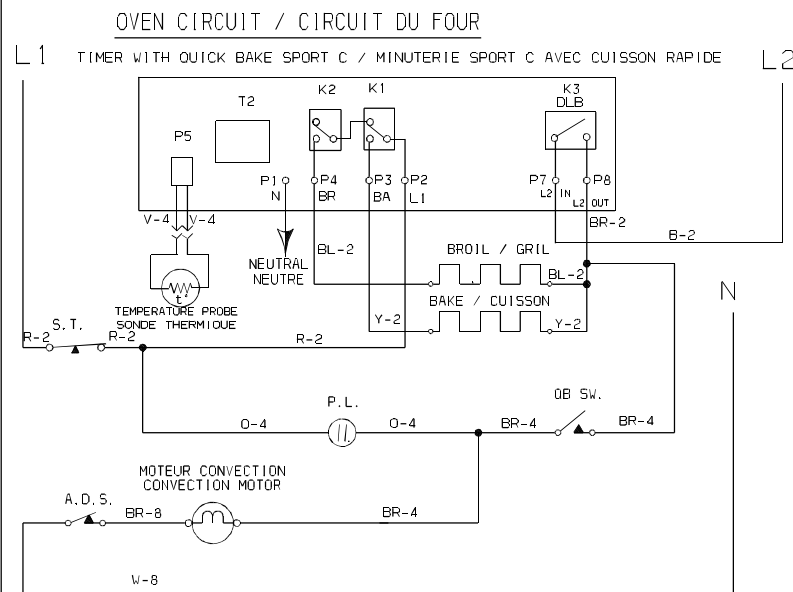 OVEN CIRCUIT / CIRCUIT DU FOUR
L1
TIMER WITH QUICK BAKE SPORT C / MINUTERIE SPORT C AVEC CUISSON RAPIDE
L2
K2
K1
K3
DLB
T2
P5
P1
N
P4
BR
P3
BA
P2
L1
P7
L2 IN
P8
L2 OUT
V-4
V-4
BR-2
B-2
BL-2
NEUTRAL
NEUTRE
BROIL / GRIL
BL-2
BAKE / CUISSON
N
t°
TEMPERATURE PROBE
SONDE THERMIQUE
Y-2
Y-2
S.T.
R-2
R-2
R-2
P.L.
OB SW.
O-4
O-4
BR-4
BR-4
MOTEUR CONVECTION
CONVECTION MOTOR
A.D.S.
BR-8
BR-4
W-8